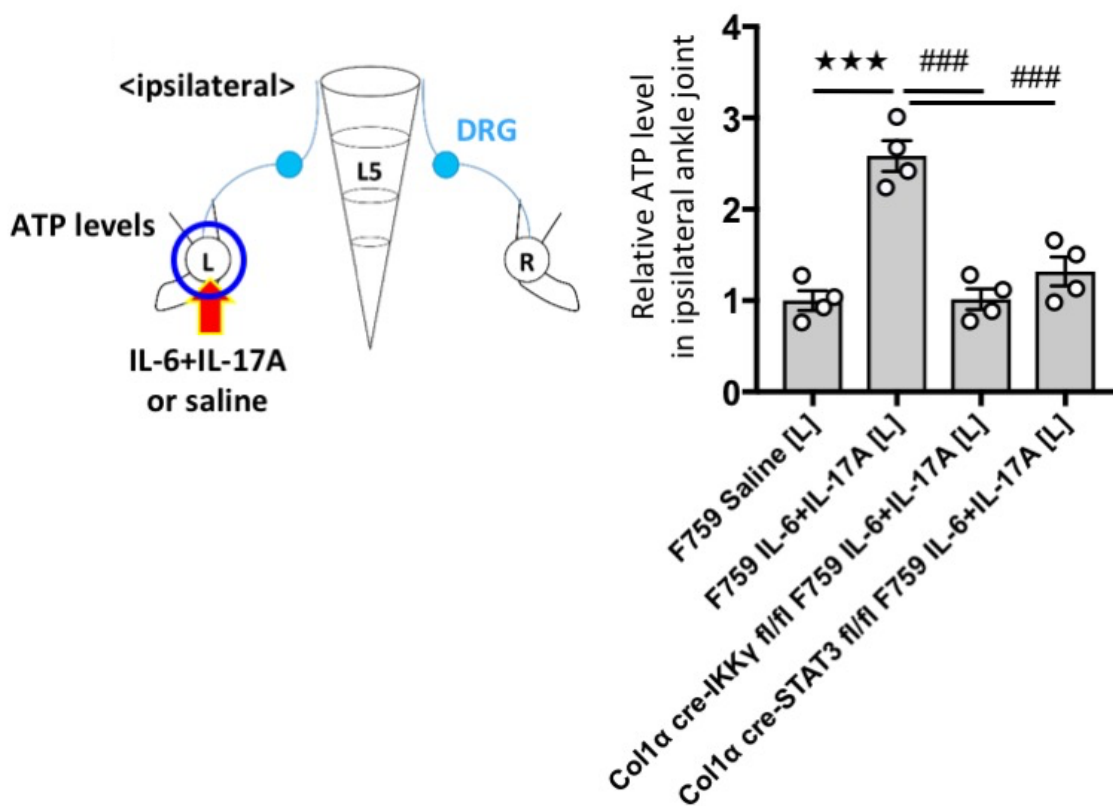 <ipsilateral>
DRG
L5
ATP levels
L
R
IL-6+IL-17A
or saline
Relative ATP level
in ipsilateral ankle joint
4
3
2
1
0
★★★
###
###
F759 Saline [L]
F759 IL-6+IL-17A [L]
Col1α cre-IKKγ fl/fl F759 IL-6+IL-17A [L]
Col1α cre-STAT3 fl/fl F759 IL-6+IL-17A [L]